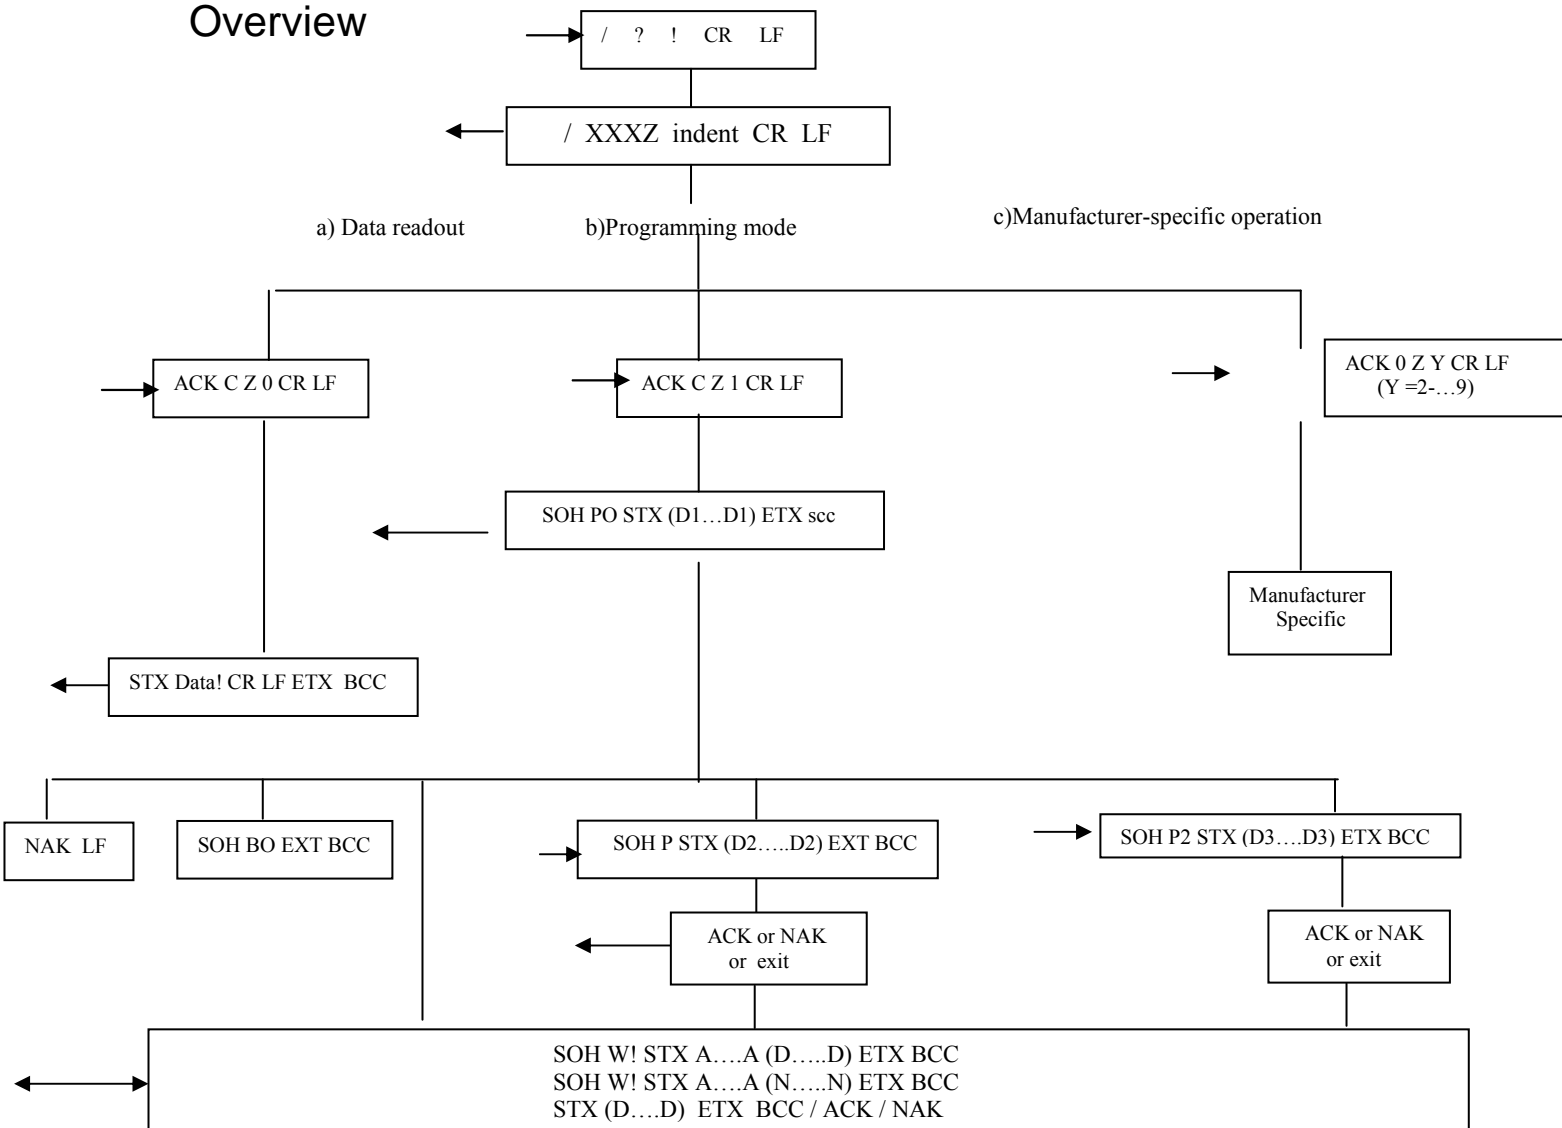 Overview
/ ? ! CR LF
/ XXXZ indent CR LF
a) Data readout
b)Programming mode
c)Manufacturer-specific operation
ACK C Z 0 CR LF
ACK C Z 1 CR LF
ACK 0 Z Y CR LF
(Y =2-…9)
SOH PO STX (D1…D1) ETX scc
Manufacturer
Specific
STX Data! CR LF ETX BCC
NAK LF
SOH BO EXT BCC
SOH P STX (D2…..D2) EXT BCC
SOH P2 STX (D3….D3) ETX BCC
ACK or NAK
or exit
ACK or NAK
or exit
SOH W! STX A….A (D…..D) ETX BCC
SOH W! STX A….A (N…..N) ETX BCC
STX (D….D) ETX BCC / ACK / NAK